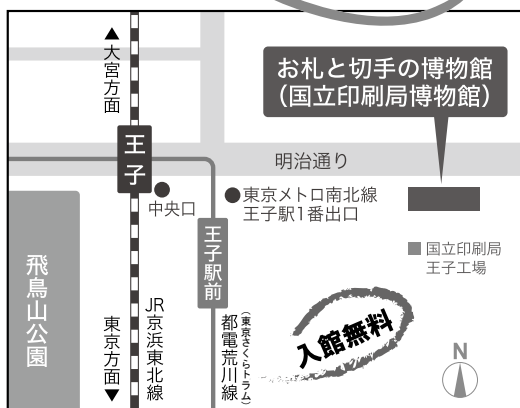 ▲大宮方面
お札と切手の博物館
（国立印刷局博物館）
王子
明治通り
中央口
東京メトロ南北線
王子駅1番出口
王子駅前
国立印刷局
王子工場
飛鳥山公園
東京方面▼
JR京浜東北線
都電荒川線
（東京さくらトラム）
入館無料
N